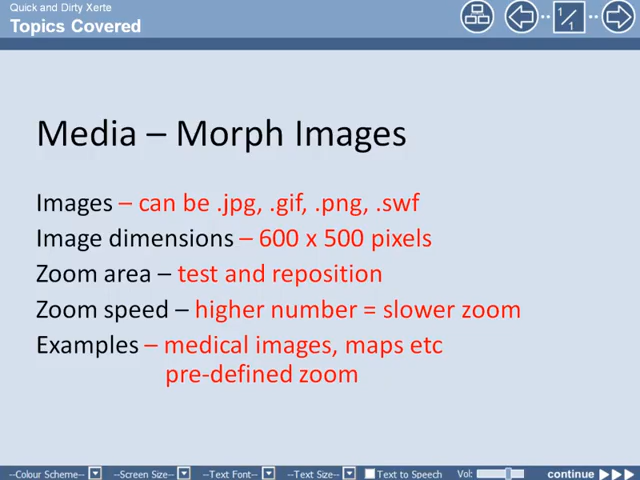 Quick and Dirty Xerte
Topics Covered
1/1
Media – Morph Images
Images – can be .jpg, .gif, .png, .swf
Image dimensions – 600 x 500 pixels
Zoom area – test and reposition
Zoom speed – higher number = slower zoom
Examples – medical images, maps etc
pre-defined zoom
--Colour Scheme-- --Screen Size-- --Text Font-- --Text Size-- Text to Speech Vol: continue